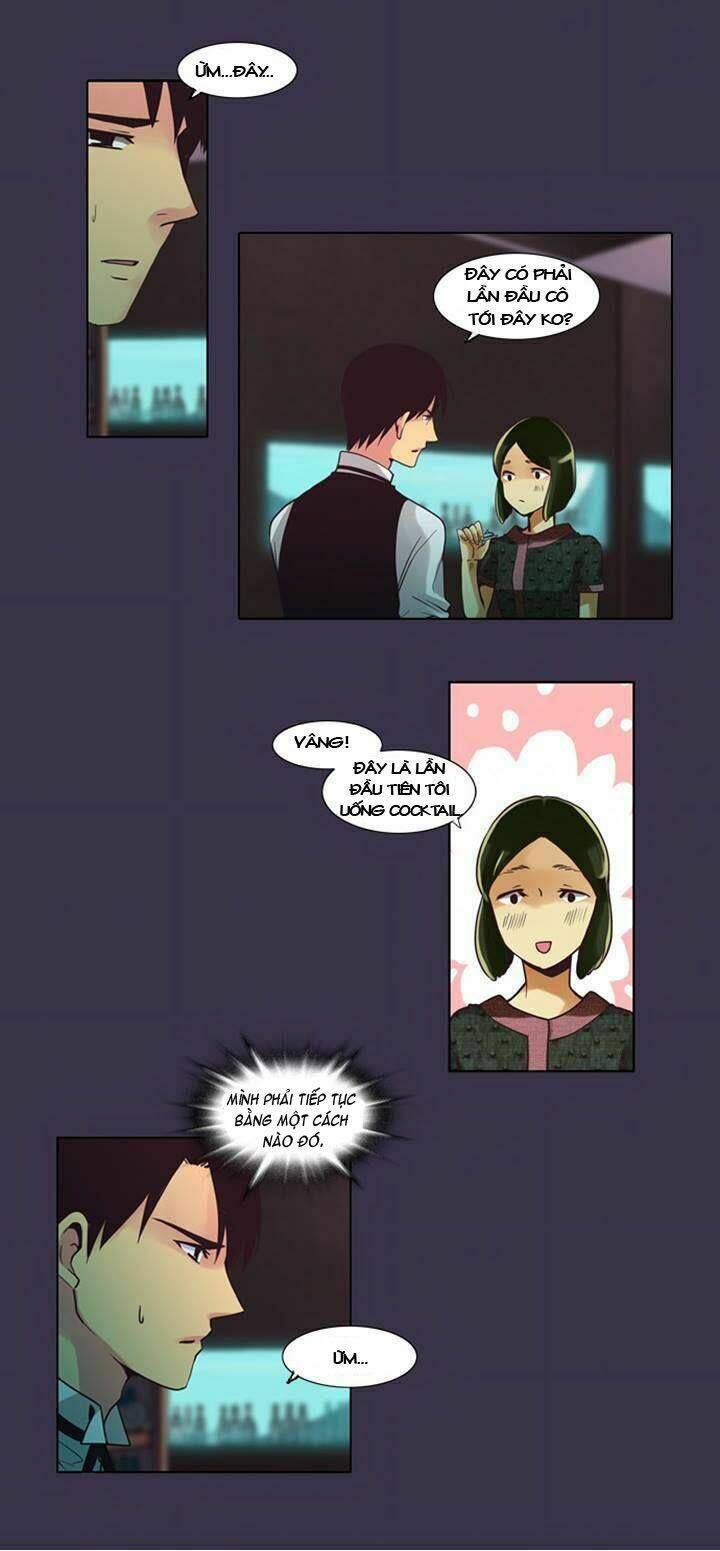 ỪM...ĐÂY...
ĐÂY CÓ PHẢI
LẦN ĐẦU CÔ
TỚI ĐÂY KO?
VÂNG!
ĐÂY LÀ LẦN
ĐẦU TIÊN TÔI
UỐNG COCKTAIL
MÌNH PHẢI TIẾP TỤC
BẰNG MỘT CÁCH
NÀO ĐÓ.
ỪM...